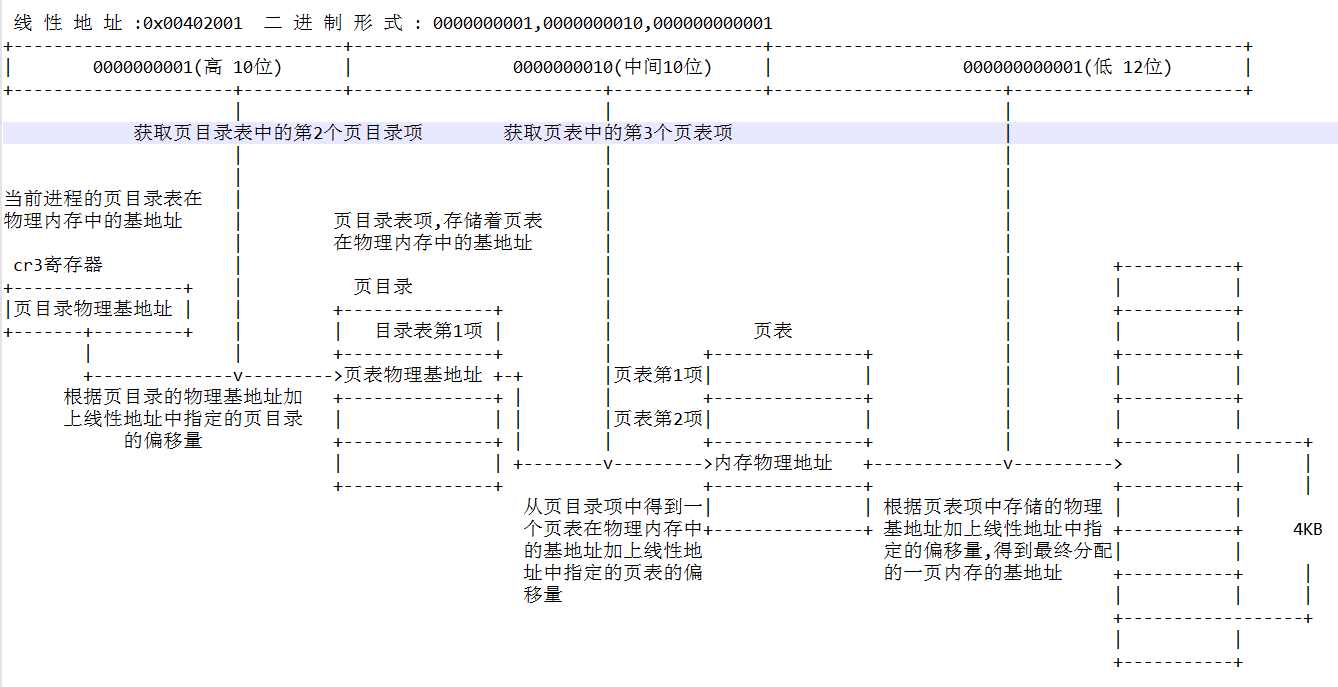 线 性 地 址 :0x00402001 二 进 制 形 式 : 0000000001,0000000010,000000000001
0000000001(高 10位) 0000000010(中间10位) 000000000001(低 12位)
获取页目录表中的第2个页目录项 获取页表中的第3个页表项
当前进程的页目录表在
物理内存中的基地址
页目录表项,存储着页表
在物理内存中的基地址
cr3寄存器
页目录
页目录物理基地址
目录表第1项
页表
页表物理基地址
页表第1项
根据页目录的物理基地址加
上线性地址中指定的页目录
的偏移量
页表第2项
内存物理地址
从页目录项中得到一
个页表在物理内存中
的基地址加上线性地
址中指定的页表的偏
移量
根据页表项中存储的物理
基地址加上线性地址中指
定的偏移量,得到最终分配
的一页内存的基地址
4KB